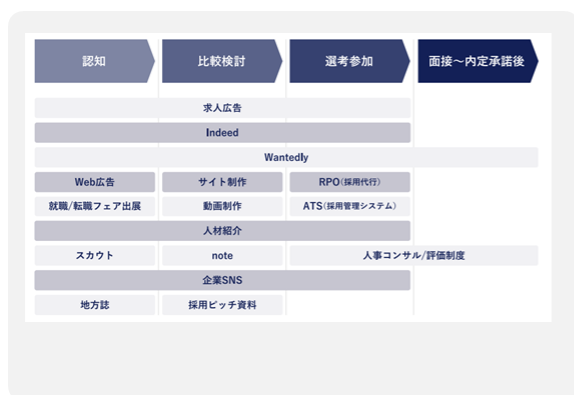 認知
比較検討
選考参加
面接～内定承諾後
求人広告
Indeed
Wantedly
Web広告
サイト制作
RPO(採用代行)
就職/転職フェア出展
動画制作
ATS(採用管理システム)
人材紹介
スカウト
note
人事コンサル/評価制度
企業SNS
地方誌
採用ピッチ資料